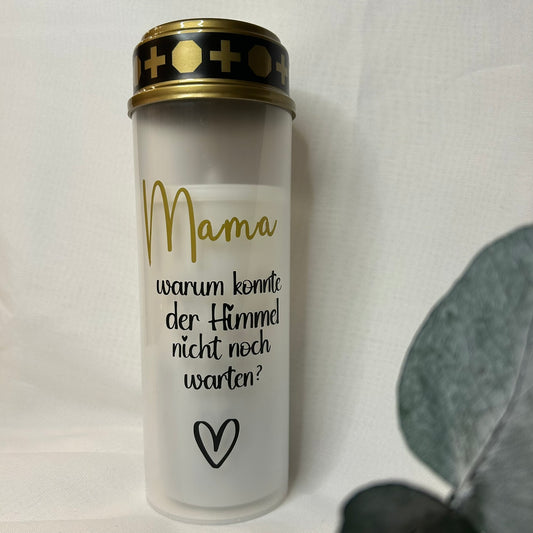 Mama
warum konnte
der Himmel
nicht noch
warten?